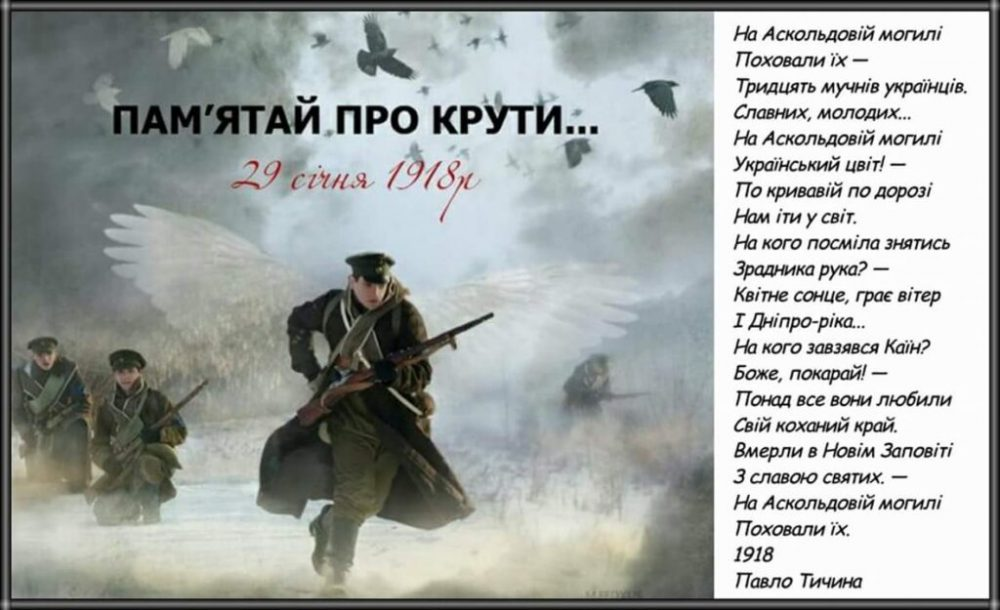 ПАМ’ЯТАЙ ПРО КРУТИ...
29 січня 1918р
На Аскольдовій могилі
Поховали їх —
Тридцять мучнів українців.
Славних, молодих...
На Аскольдовій могилі
Український цвіт! —
По кривавій по дорозі
Нам іти у світ.
На кого посміла знятись
Зрадника рука? —
Квітне сонце, грає вітер
І Дніпро-ріка...
На кого завзявся Каїн?
Боже, покарай! —
Понад все вони любили
Свій коханий край.
Вмерли в Новім Заповіті
З славою святих. —
На Аскольдовій могилі
Поховали їх.
1918
Павло Тичина